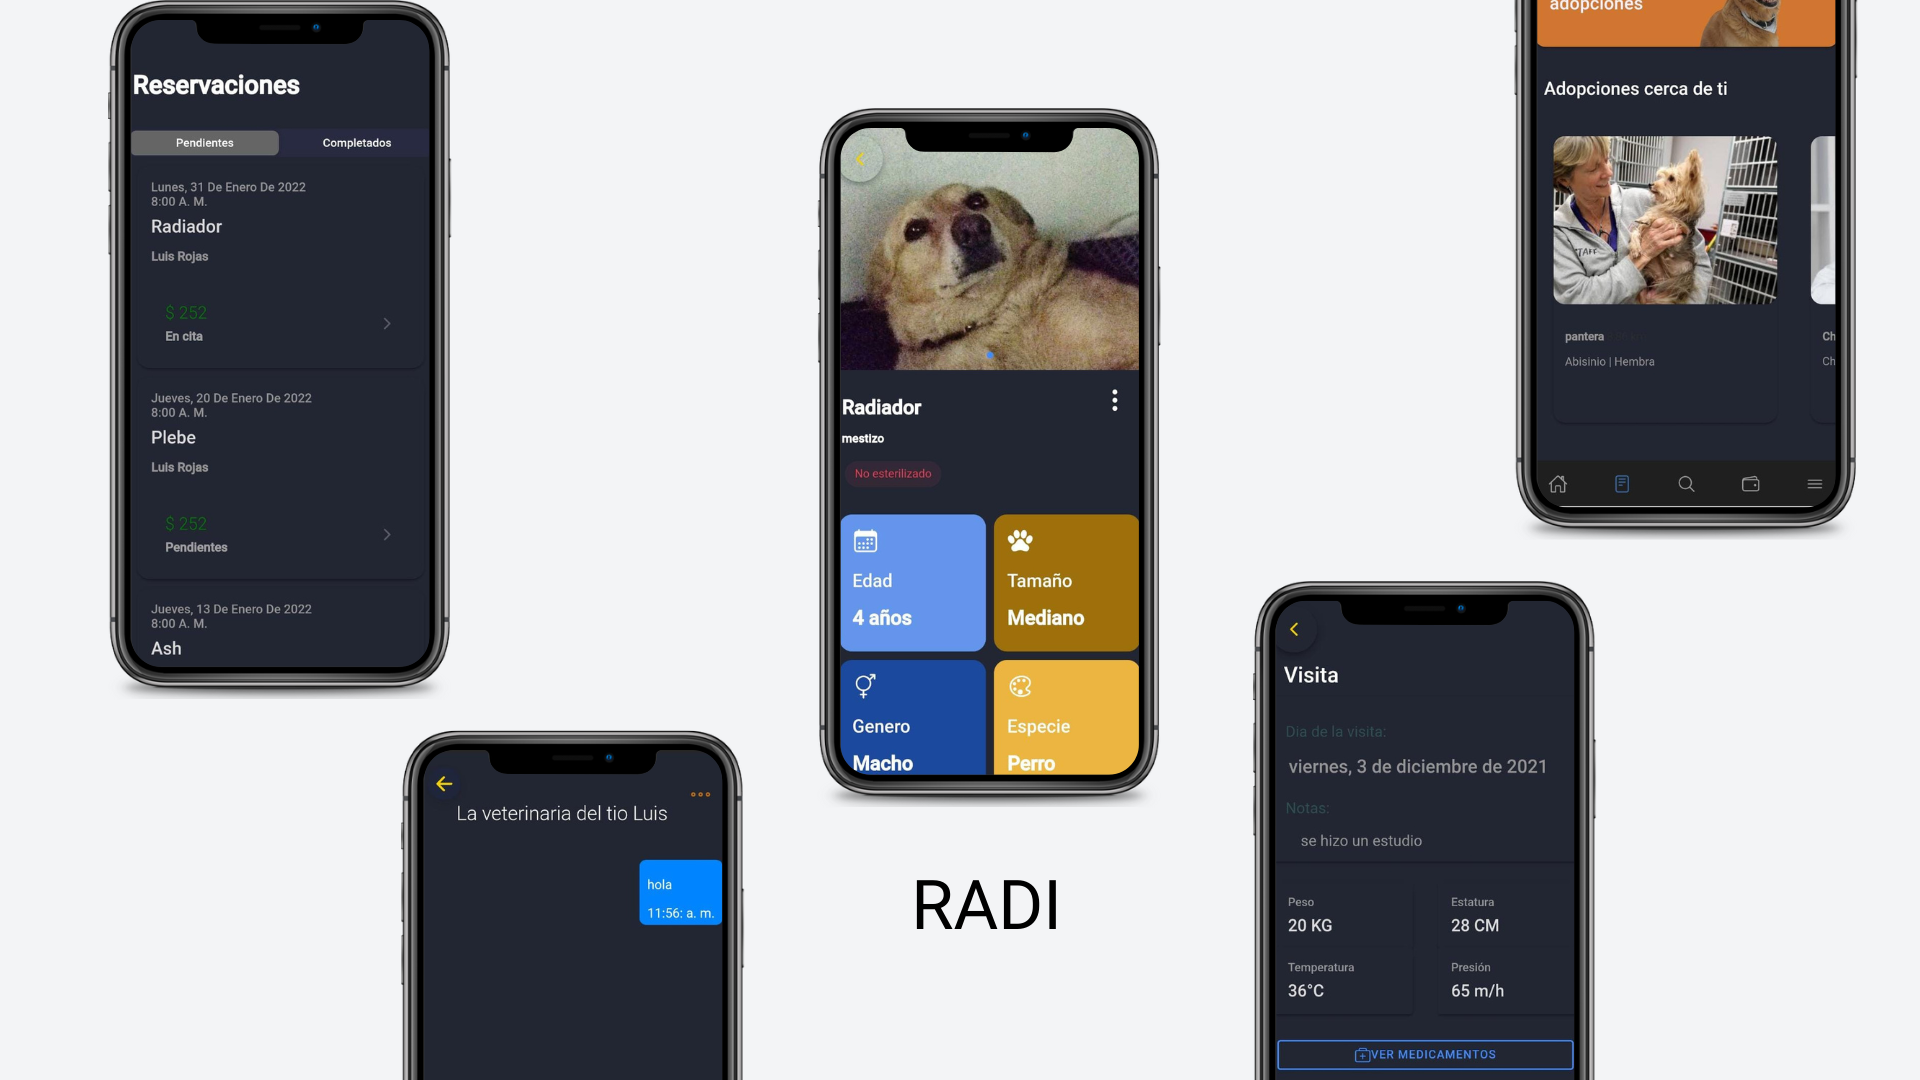 Reservaciones
Pendientes
Completados
Lunes, 31 De Enero De 2022
8:00 A. M.
Radiador
Luis Rojas
$ 252
En cita
Jueves, 20 De Enero De 2022
8:00 A. M.
Plebe
Luis Rojas
$ 252
Pendientes
Jueves, 13 De Enero De 2022
8:00 A. M.
Ash
La veterinaria del tio Luis
hola
11:56: a. m.
Radiador
mestizo
No esterilizado
Edad
4 años
Tamaño
Mediano
Genero
Macho
Especie
Perro
RADI
adopciones
Adopciones cerca de ti
STAFF
pantera
Abisinio | Hembra
Ch
Ch
Visita
Dia de la visita:
viernes, 3 de diciembre de 2021
Notas:
se hizo un estudio
Peso
20 KG
Estatura
28 CM
Temperatura
36°C
Presión
65 m/h
VER MEDICAMENTOS